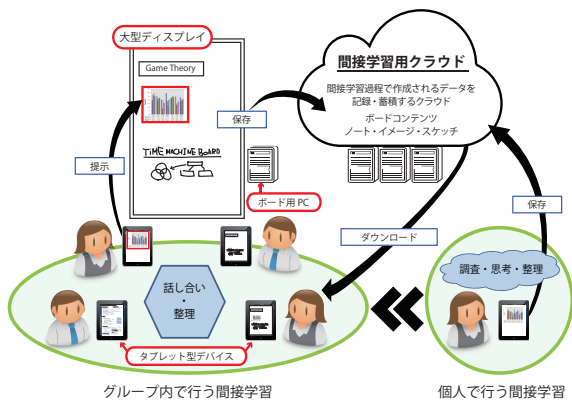 大型ディスプレイ
Game Theory
TiME MACHiNE BOARD
提示
保存
ボード用 PC
間接学習用クラウド
間接学習過程で作成されるデータを
記録・蓄積するクラウド
ボードコンテンツ
ノート・イメージ・スケッチ
ダウンロード
保存
話し合い
・
整理
タブレット型デバイス
調査・思考・整理
グループ内で行う間接学習
個人で行う間接学習